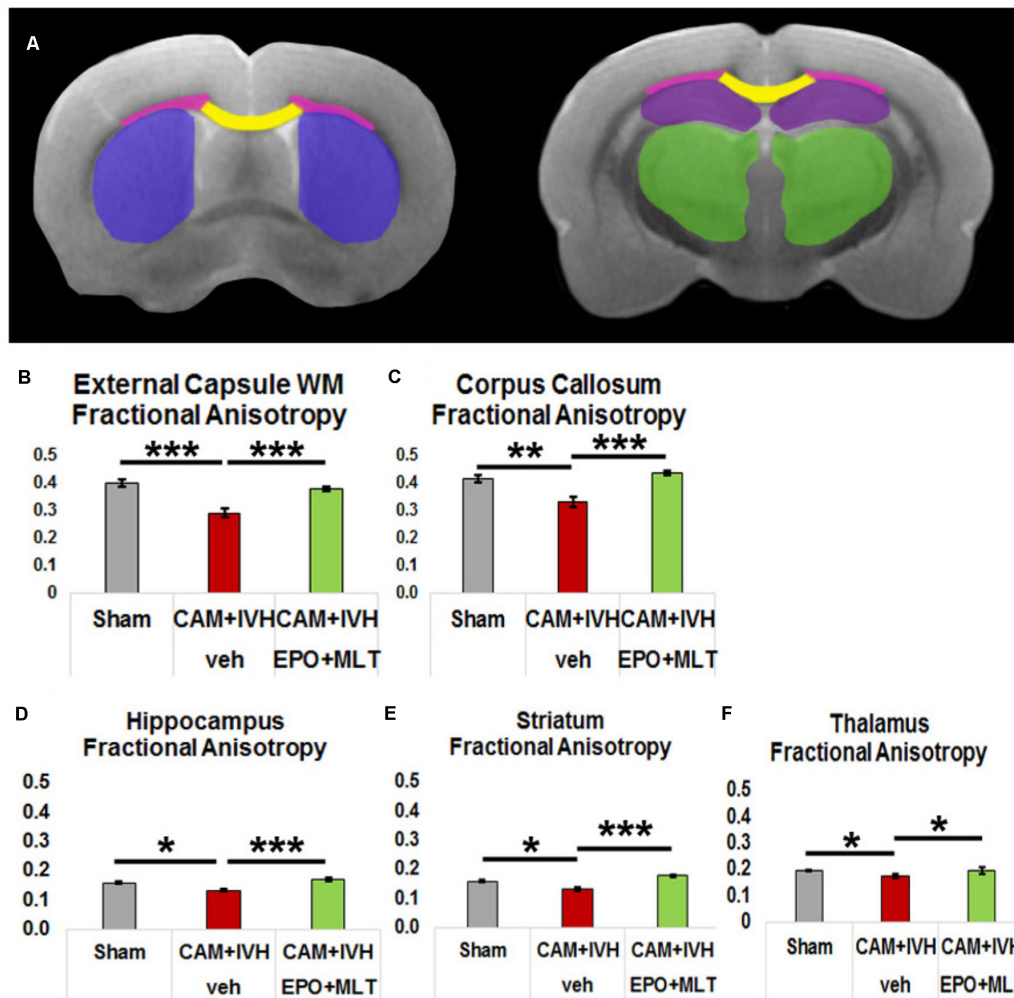 A
B
External Capsule WM
Fractional Anisotropy
*** ***
0.5
0.4
0.3
0.2
0.1
0
Sham CAM+IVH CAM+IVH
veh EPO+MLT
C
Corpus Callosum
Fractional Anisotropy
** ***
0.5
0.4
0.3
0.2
0.1
0.0
Sham CAM+IVH CAM+IVH
veh EPO+MLT
D
Hippocampus
Fractional Anisotropy
0.5
0.4
0.3
0.2
0.1
0.0
* ***
Sham CAM+IVH CAM+IVH
veh EPO+MLT
E
Striatum
Fractional Anisotropy
0.5
0.4
0.3
0.2
0.1
0.0
* ***
Sham CAM+IVH CAM+IVH
veh EPO+MLT
F
Thalamus
Fractional Anisotropy
0.5
0.4
0.3
0.2
0.1
0
* *
Sham CAM+IVH CAM+IVH
veh EPO+MLT